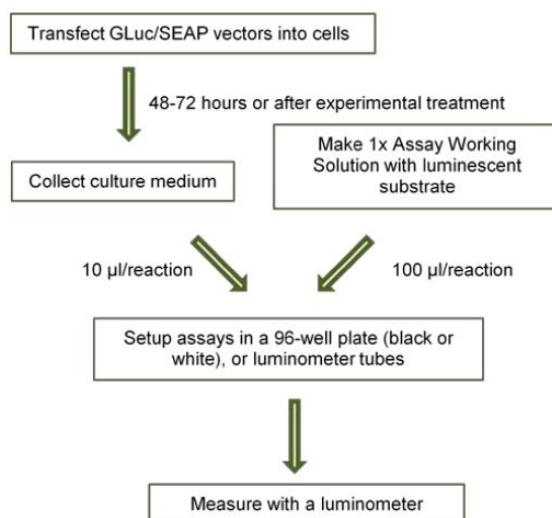 Transfect GLuc/SEAP vectors into cells
48-72 hours or after experimental treatment
Make 1x Assay Working
Solution with luminescent
substrate
Collect culture medium
10 µl/reaction
100 µl/reaction
Setup assays in a 96-well plate (black or
white), or luminometer tubes
Measure with a luminometer